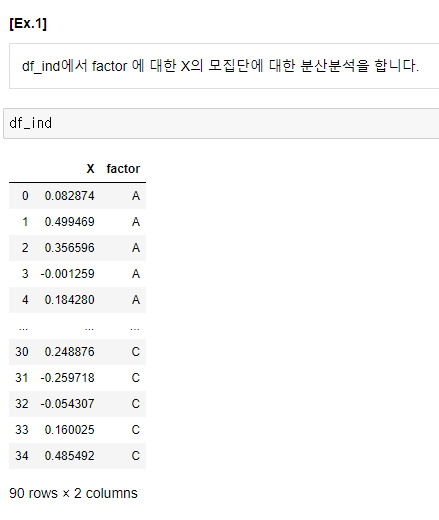 [Ex.1]
df_ind에서 factor 에 대한 X의 모집단에 대한 분산분석을 합니다.
df_ind
X factor
0 0.082874 A
1 0.499469 A
2 0.356596 A
3 -0.001259 A
4 0.184280 A
... ... ...
30 0.248876 C
31 -0.259718 C
32 -0.054307 C
33 0.160025 C
34 0.485492 C
90 rows × 2 columns